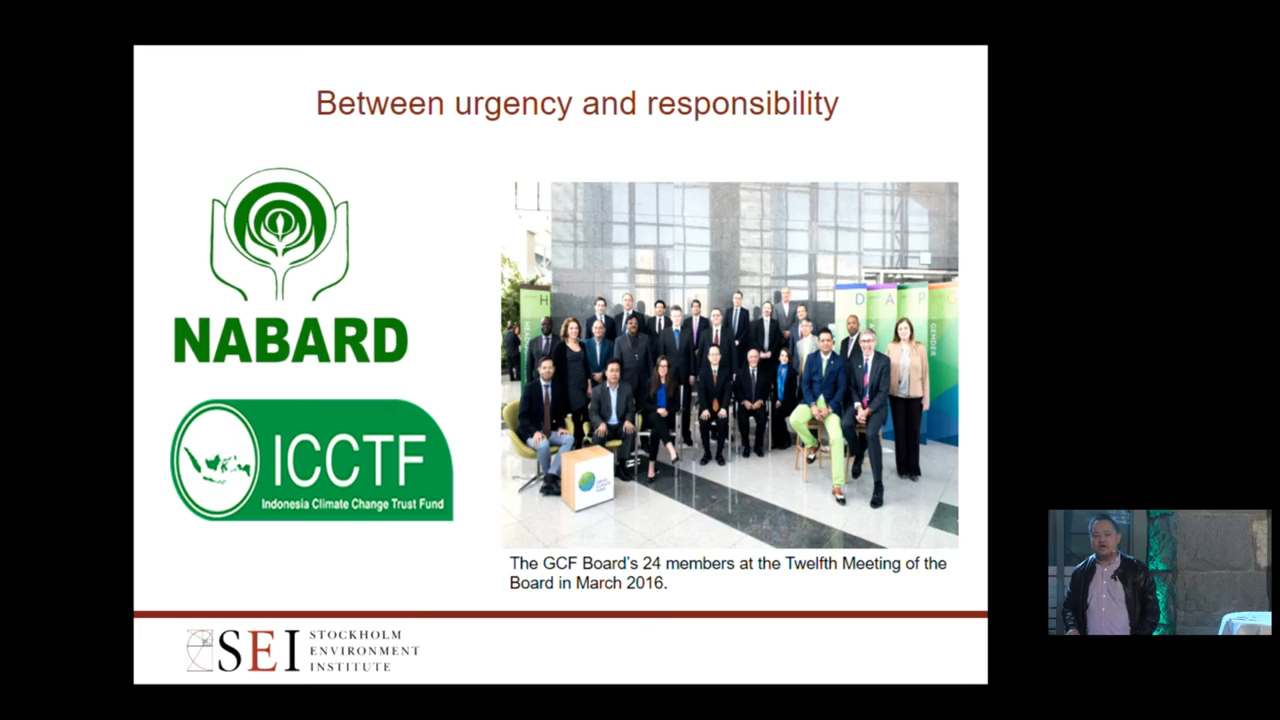 Between urgency and responsibility
NABARD
ICCTF
Indonesia Climate Change Trust Fund
H
D A P G
GENDER
The GCF Board's 24 members at the Twelfth Meeting of the
Board in March 2016.
SEI
STOCKHOLM
ENVIRONMENT
INSTITUTE